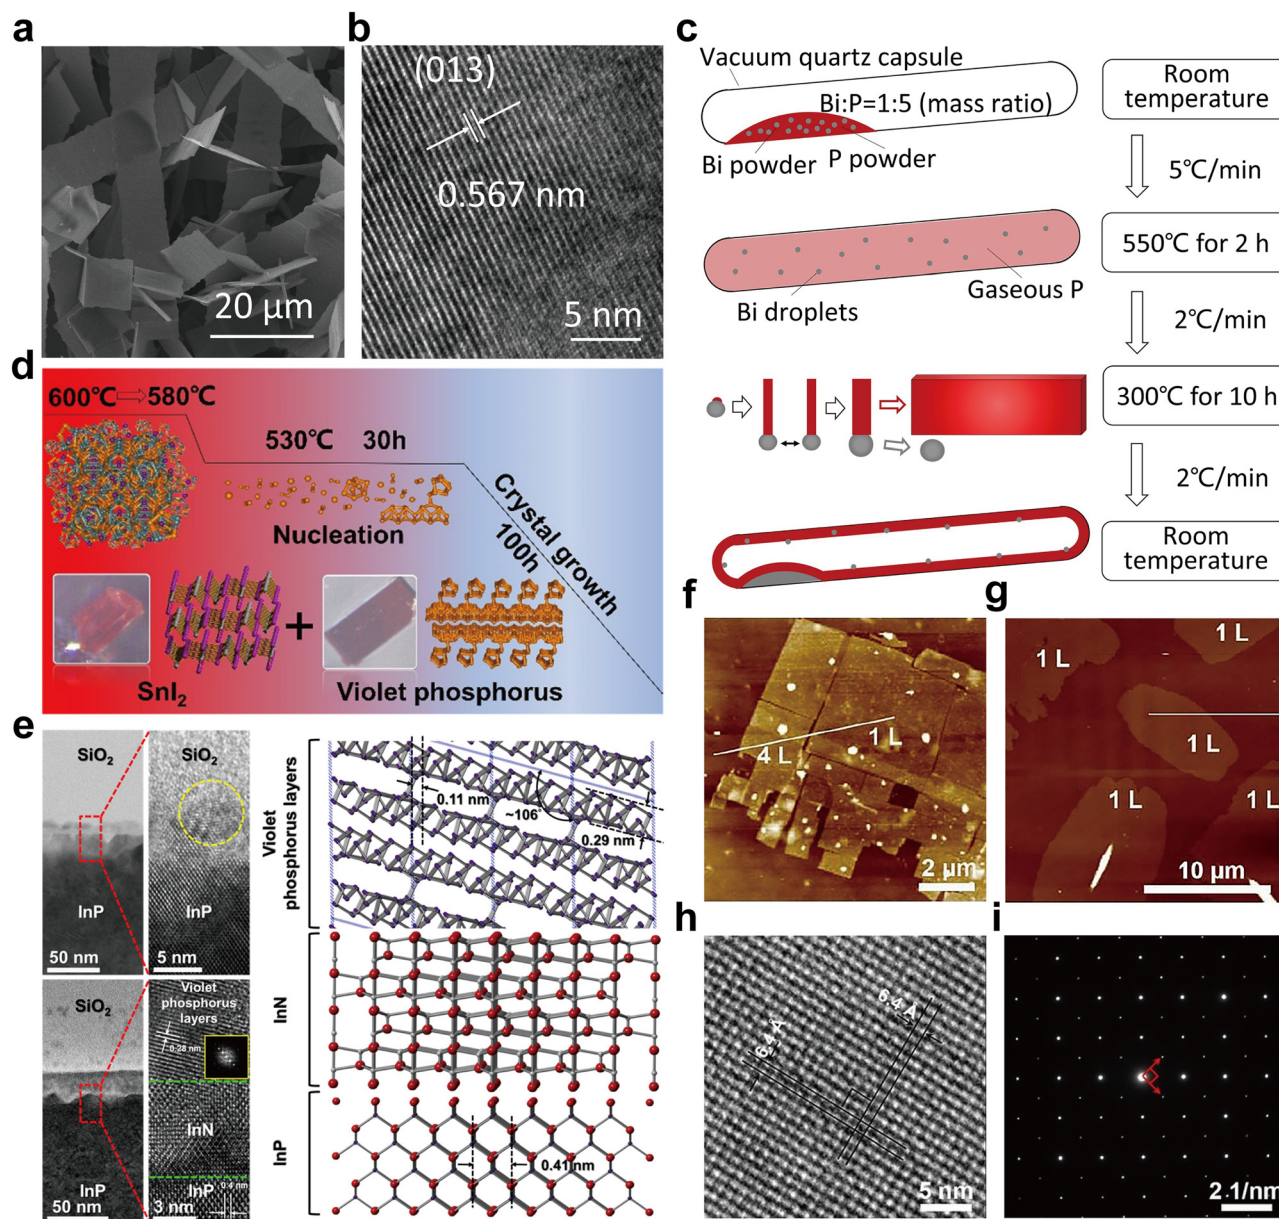 a
20 μm
b
(013)
0.567 nm
5 nm
c
Vacuum quartz capsule
Bi:P=1:5 (mass ratio)
Bi powder
P powder
Room
temperature
5℃/min
550℃ for 2 h
Bi droplets
Gaseous P
2℃/min
300℃ for 10 h
2℃/min
Room
temperature
d
600℃
580℃
530℃ 30h
Nucleation
Crystal growth
100h
SnI2
+
Violet phosphorus
e
SiO2
InP
50 nm
SiO2
InP
5 nm
SiO2
InP
50 nm
Violet
phosphorus
layers
0.28 nm
InN
InP
0.4 nm
3 nm
Violet
phosphorus layers
0.11 nm
~106°
0.29 nm
InN
InP
0.41 nm
f
4 L
1 L
2 μm
g
1 L
1 L
1 L
1 L
1 L
10 μm
h
6.4 Å
6.4 Å
5 nm
i
2 1/nm